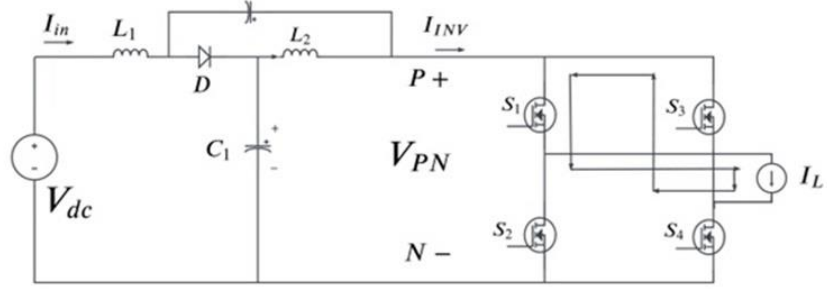 I_in
L_1
L_2
I_INV
D
P +
S_1
S_3
+
-
V_dc
C_1
+
-
V_PN
I_L
S_2
S_4
N -